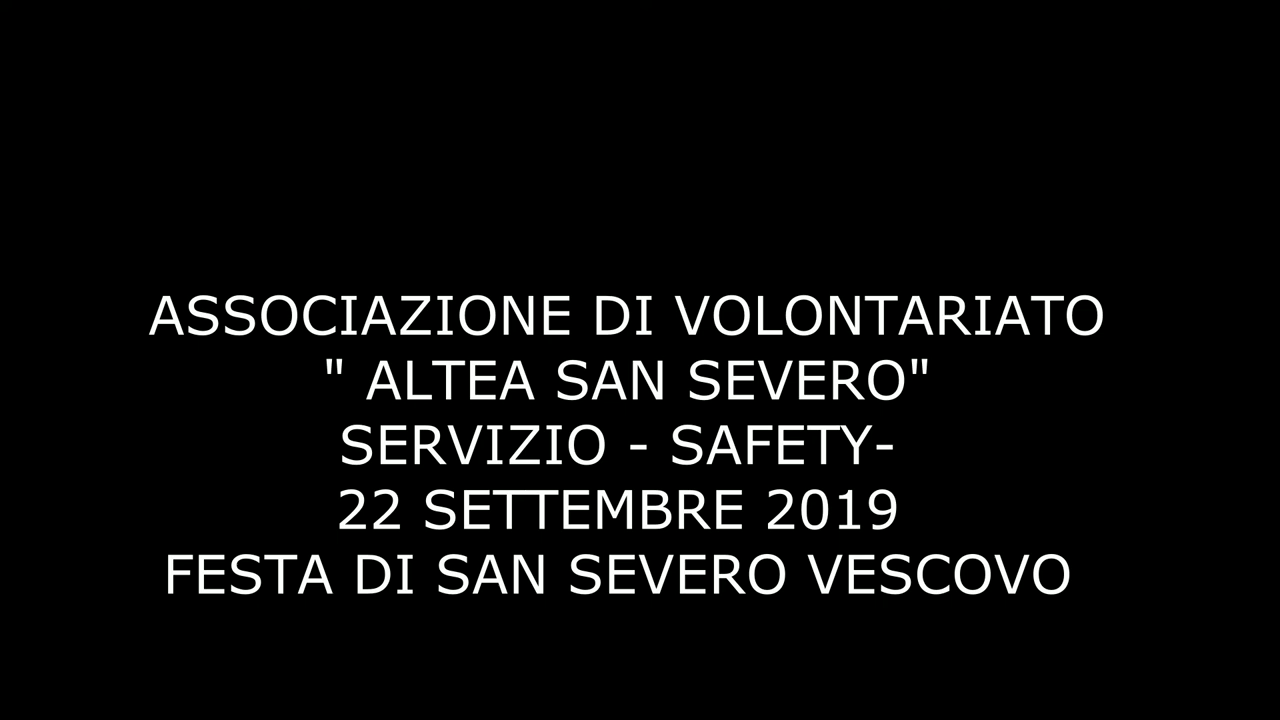 ASSOCIAZIONE DI VOLONTARIATO
" ALTEA SAN SEVERO"
SERVIZIO - SAFETY-
22 SETTEMBRE 2019
FESTA DI SAN SEVERO VESCOVO